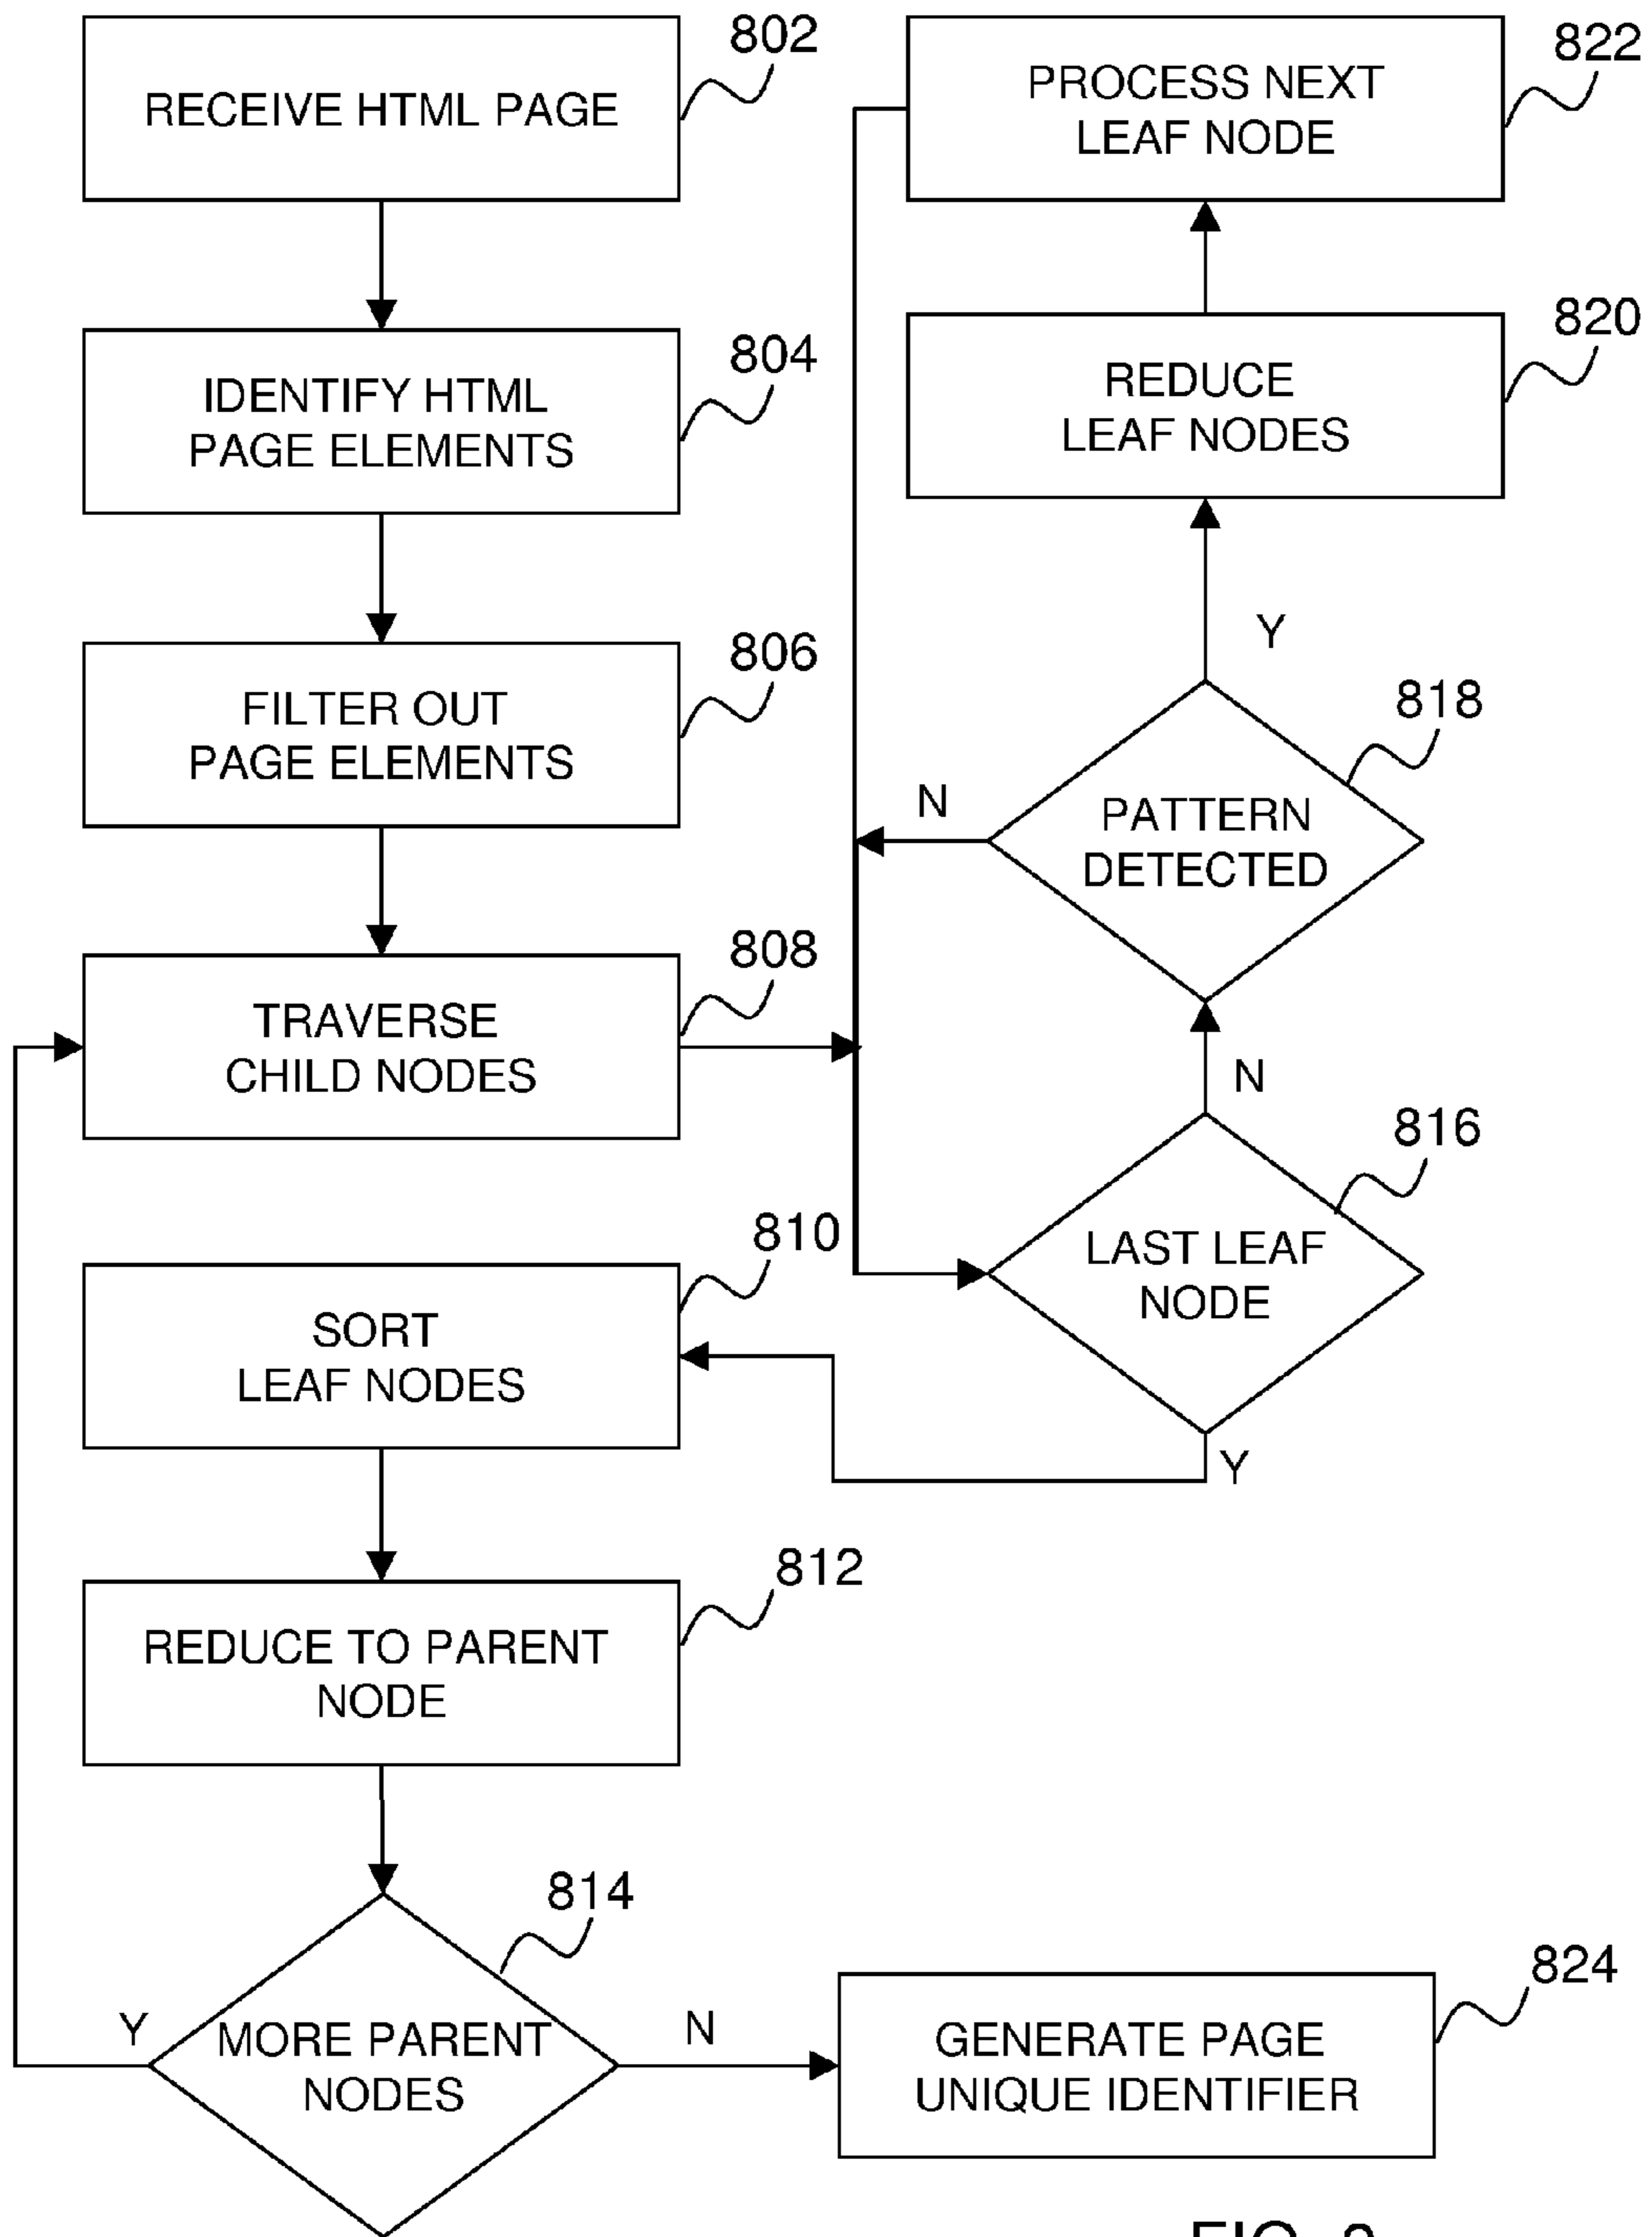 802
RECEIVE HTML PAGE
804
IDENTIFY HTML
PAGE ELEMENTS
806
FILTER OUT
PAGE ELEMENTS
808
TRAVERSE
CHILD NODES
810
SORT
LEAF NODES
812
REDUCE TO PARENT
NODE
814
MORE PARENT
NODES
Y
N
822
PROCESS NEXT
LEAF NODE
820
REDUCE
LEAF NODES
Y
818
PATTERN
DETECTED
N
N
816
LAST LEAF
NODE
Y
824
GENERATE PAGE
UNIQUE IDENTIFIER
FIG.